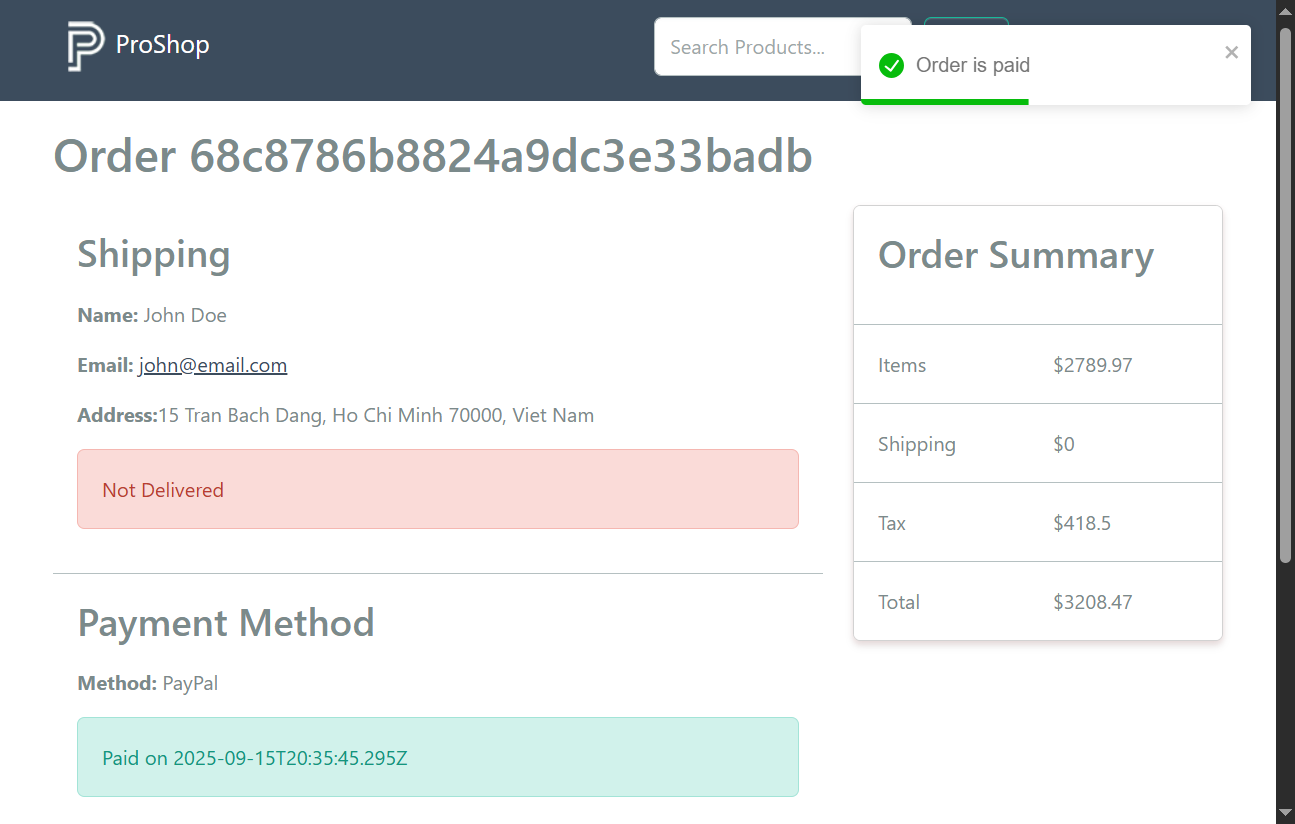 ProShop
Search Products...
Order is paid
Order 68c8786b8824a9dc3e33badb
Shipping
Name: John Doe
Email: john@email.com
Address:15 Tran Bach Dang, Ho Chi Minh 70000, Viet Nam
Not Delivered
Payment Method
Method: PayPal
Paid on 2025-09-15T20:35:45.295Z
Order Summary
Items $2789.97
Shipping $0
Tax $418.5
Total $3208.47